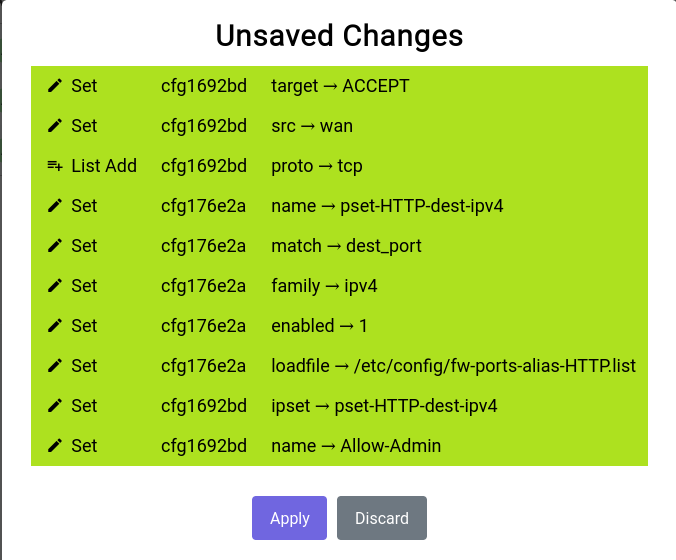 Unsaved Changes
Set cfg1692bd target → ACCEPT
Set cfg1692bd src → wan
List Add cfg1692bd proto → tcp
Set cfg176e2a name → pset-HTTP-dest-ipv4
Set cfg176e2a match → dest_port
Set cfg176e2a family → ipv4
Set cfg176e2a enabled → 1
Set cfg176e2a loadfile → /etc/config/fw-ports-alias-HTTP.list
Set cfg1692bd ipset → pset-HTTP-dest-ipv4
Set cfg1692bd name → Allow-Admin
Apply Discard